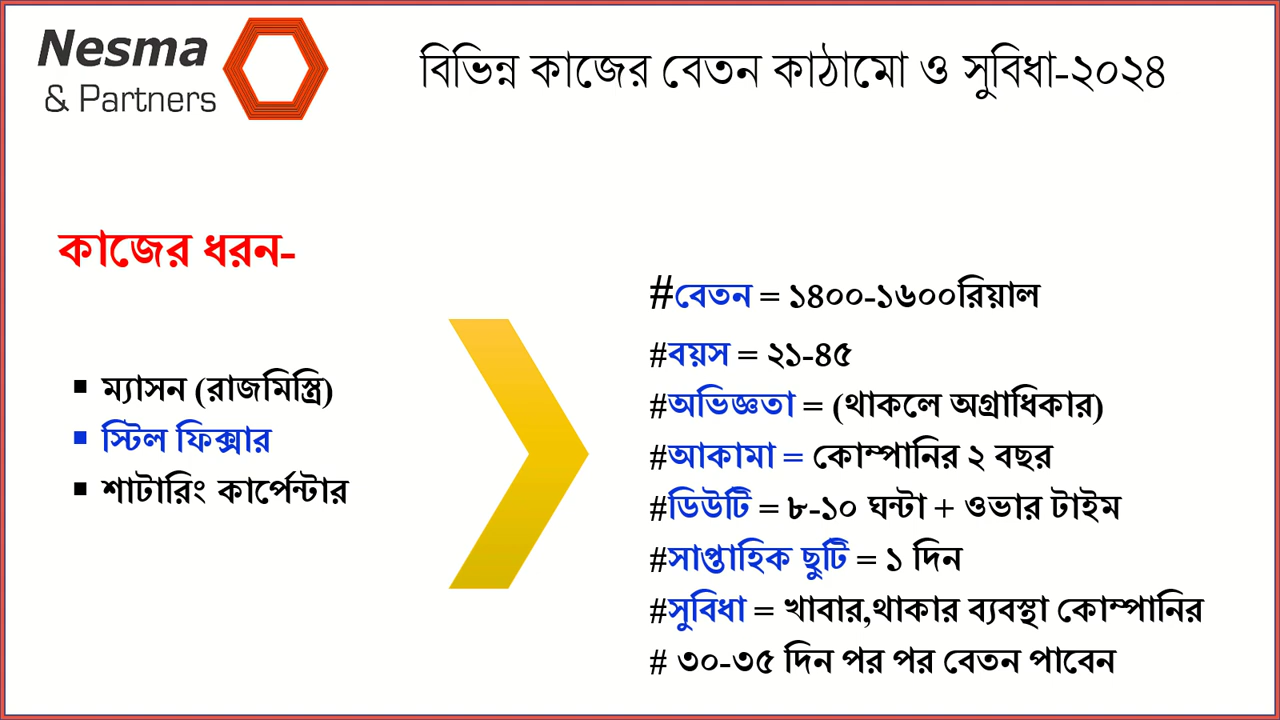 Nesma
& Partners
বিভিন্ন কাজের বেতন কাঠামো ও সুবিধা-২০২৪
কাজের ধরন-
▪ ম্যাসন (রাজমিস্ত্রি)
▪ স্টিল ফিক্সার
▪ শাটারিং কার্পেন্টার
#বেতন = ১৪০০-১৬০০রিয়াল
#বয়স = ২১-৪৫
#অভিজ্ঞতা = (থাকলে অগ্রাধিকার)
#আকামা = কোম্পানির ২ বছর
#ডিউটি = ৮-১০ ঘন্টা + ওভার টাইম
#সাপ্তাহিক ছুটি = ১ দিন
#সুবিধা = খাবার,থাকার ব্যবস্থা কোম্পানির
# ৩০-৩৫ দিন পর পর বেতন পাবেন